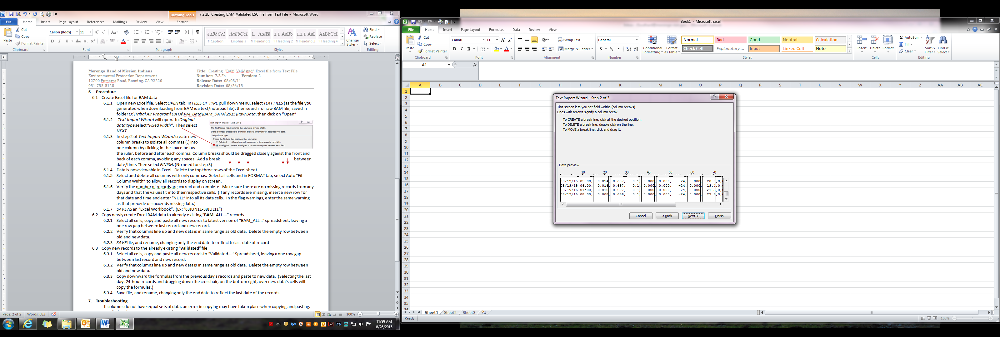 7.2.2b. Creating BAM_Validated ESC file from Text File - Microsoft Word
Drawing Tools
File Home Insert Page Layout References Mailings Review View Format
Paste
Cut
Copy
Format Painter
Clipboard
Calibri (Body) 11
Font
Paragraph
AaBbCcI AaBbCcI 1. AaBl 1.1 AaBb 1.1.1 AaE AaBbCcI
¶ Caption Emphasis ¶ Heading 1 ¶ Heading 2 ¶ Heading 3 ¶ Heading 4
Change Styles
Styles
Find
Replace
Select
Editing
Morongo Band of Mission Indians
Environmental Protection Department
12700 Pumarra Road, Banning, CA 92220
951-755-5128
Title: Creating "BAM_Validated" Excel file from Text File
Number: 7.2.2b Version: 2
Release Date: 08/08/11
Revision Date: 08/26/15
6. Procedure
6.1 Create Excel file for BAM data
6.1.1 Open new Excel file, Select OPEN tab. In FILES OF TYPE pull down menu, select TEXT FILES (as the file you
generated when downloading from BAM is a text/notepad file), then search for raw BAM file, saved in
folder O:\Tribal Air Program\DATA\PM_Data\BAM_DATA\2015\Raw Data, then click on "Open"
6.1.2 Text Import Wizard will open. In Original
data type select "Fixed width". Then select
NEXT.
Text Import Wizard - Step 1 of 3
The Text Wizard has determined that your data is Fixed Width.
If this is correct, choose Next, or choose the data type that best describes your data.
Original data type
Choose the file type that best describes your data:
Delimited - Characters such as commas or tabs separate each field.
Fixed width - Fields are aligned in columns with spaces between each field.
6.1.3 In step 2 of Text Import Wizard create new
column breaks to isolate all commas (,) into
one column by clicking in the space below
the ruler, before and after each comma. Column breaks should be dragged closely against the front and
back of each comma, avoiding any spaces. Add a break between
date/time. Then select FINISH. (No need for step 3)
6.1.4 Data is now viewable in Excel. Delete the top three rows of the Excel sheet.
6.1.5 Select and delete all columns with only commas. Select all cells and in FORMAT tab, select Auto "Fit
Column Width" to allow all records to display on screen.
6.1.6 Verify the number of records are correct and complete. Make sure there are no missing records from any
days and that the values fit into their respective cells. (If any records are missing, insert a new row for
that date and time and enter "NULL" into all its data cells. In the flag warnings, enter the same warning
as that precede or succeeds missing data.)
6.1.7 SAVE AS an "Excel Workbook". (Ex: "03JUN11-08JUL11")
6.2 Copy newly create Excel BAM data to already existing "BAM_ALL...." records
6.2.1 Select all cells, copy and paste all new records to latest version of "BAM_ALL..." spreadsheet, leaving a
one row gap between last record and new record.
6.2.2 Verify that columns line up and new data is in same range as old data. Delete the empty row between
old and new data.
6.2.3 SAVE file, and rename, changing only the end date to reflect to last date of record
6.3 Copy new records to the already existing "Validated" file
6.3.1 Select all cells, copy and paste all new records to "Validated...." Spreadsheet, leaving a one row gap
between last record and new record.
6.3.2 Verify that columns line up and new data is in same range as old data. Delete the empty row between
old and new data.
6.3.3 Copy downward the formulas from the previous day's records and paste to new data. (Selecting the last
days 24 hour records and dragging down the crosshair, on the bottom right, over new data's cells will
copy the formulas.)
6.3.4 Save file, and rename, changing only the end date to reflect the last date of the records.
7. Troubleshooting
If columns do not have equal sets of data, an error in copying may have taken place when copying and pasting.
Page: 2 of 2 Words: 683 100%
11:59 AM
8/26/2015
Book1 - Microsoft Excel
File Home Insert Page Layout Formulas Data Review View
Paste
Cut
Copy
Format Painter
Clipboard
Calibri 11
Font
Wrap Text
Merge & Center
Alignment
General
$ % ,
Number
Conditional Formatting
Format as Table
Normal Bad Good Neutral Calculation
Check Cell Explanatory ... Input Linked Cell Note
Styles
Insert Delete Format
Cells
AutoSum
Fill
Clear
Sort & Filter
Find & Select
Editing
A1 fx
A B C D E F G H I J K L M N O P Q R S T U V W X Y Z AA AB AC
1
2
3
4
5
6
7
8
9
10
11
12
13
14
15
16
17
18
19
20
21
22
23
24
25
26
27
28
29
30
31
32
33
34
35
Text Import Wizard - Step 2 of 3
This screen lets you set field widths (column breaks).
Lines with arrows signify a column break.
To CREATE a break line, click at the desired position.
To DELETE a break line, double click on the line.
To MOVE a break line, click and drag it.
Data preview
10 20 30 40 50 60 70
08/19/15 05:00, 0.014, 0.697, 0.1, 0.000, 0.000, -24, 0.000, 20.0,0,
08/19/15 06:00, 0.016, 0.697, 0.1, 0.000, 0.000, -24, 0.000, 19.4,0,
08/19/15 07:00, 0.010, 0.697, 0.1, 0.000, 0.000, -24, 0.000, 21.3,0,
08/19/15 08:00, 0.008, 0.696, 0.1, 0.000, 0.000, -24, 0.000, 23.5,0,
Cancel < Back Next > Finish
Sheet1 Sheet2 Sheet3
Ready 100%